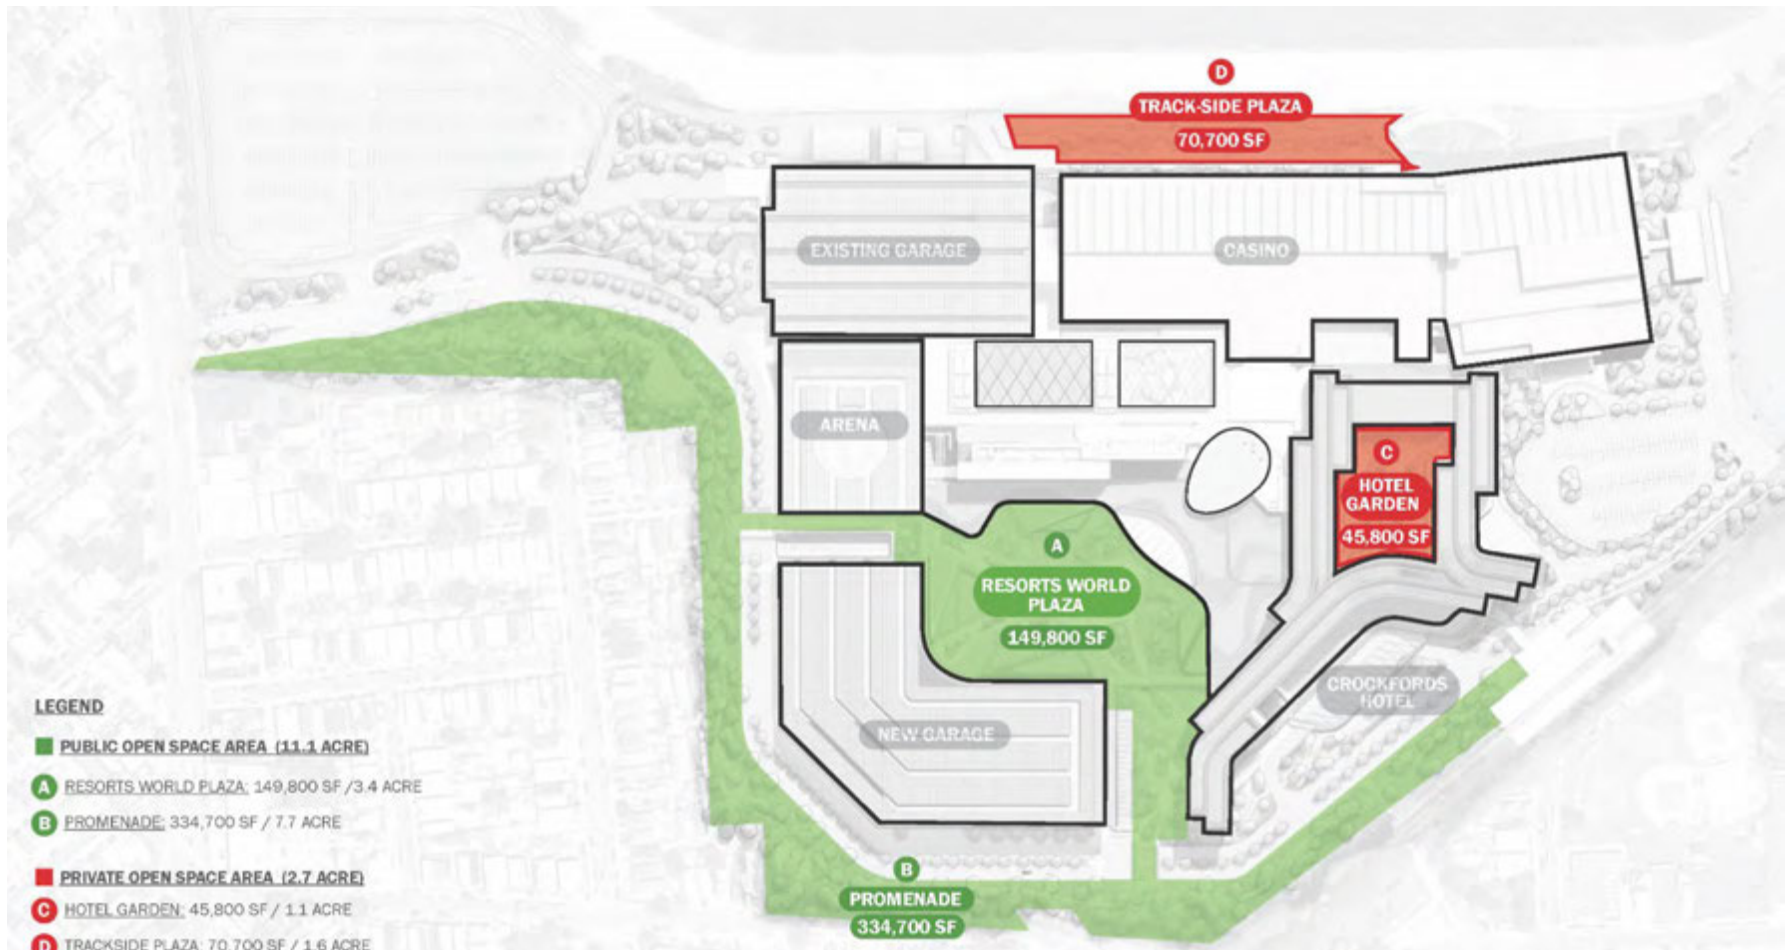 D
TRACK-SIDE PLAZA
70,700 SF
EXISTING GARAGE
CASINO
ARENA
C
HOTEL
GARDEN
45,800 SF
A
RESORTS WORLD
PLAZA
149,800 SF
CROCKFORDS
HOTEL
NEW GARAGE
B
PROMENADE
334,700 SF
LEGEND
PUBLIC OPEN SPACE AREA (11.1 ACRE)
A RESORTS WORLD PLAZA: 149,800 SF /3.4 ACRE
B PROMENADE: 334,700 SF / 7.7 ACRE
PRIVATE OPEN SPACE AREA (2.7 ACRE)
C HOTEL GARDEN: 45,800 SF / 1.1 ACRE
D TRACKSIDE PLAZA: 70,700 SF / 1.6 ACRE